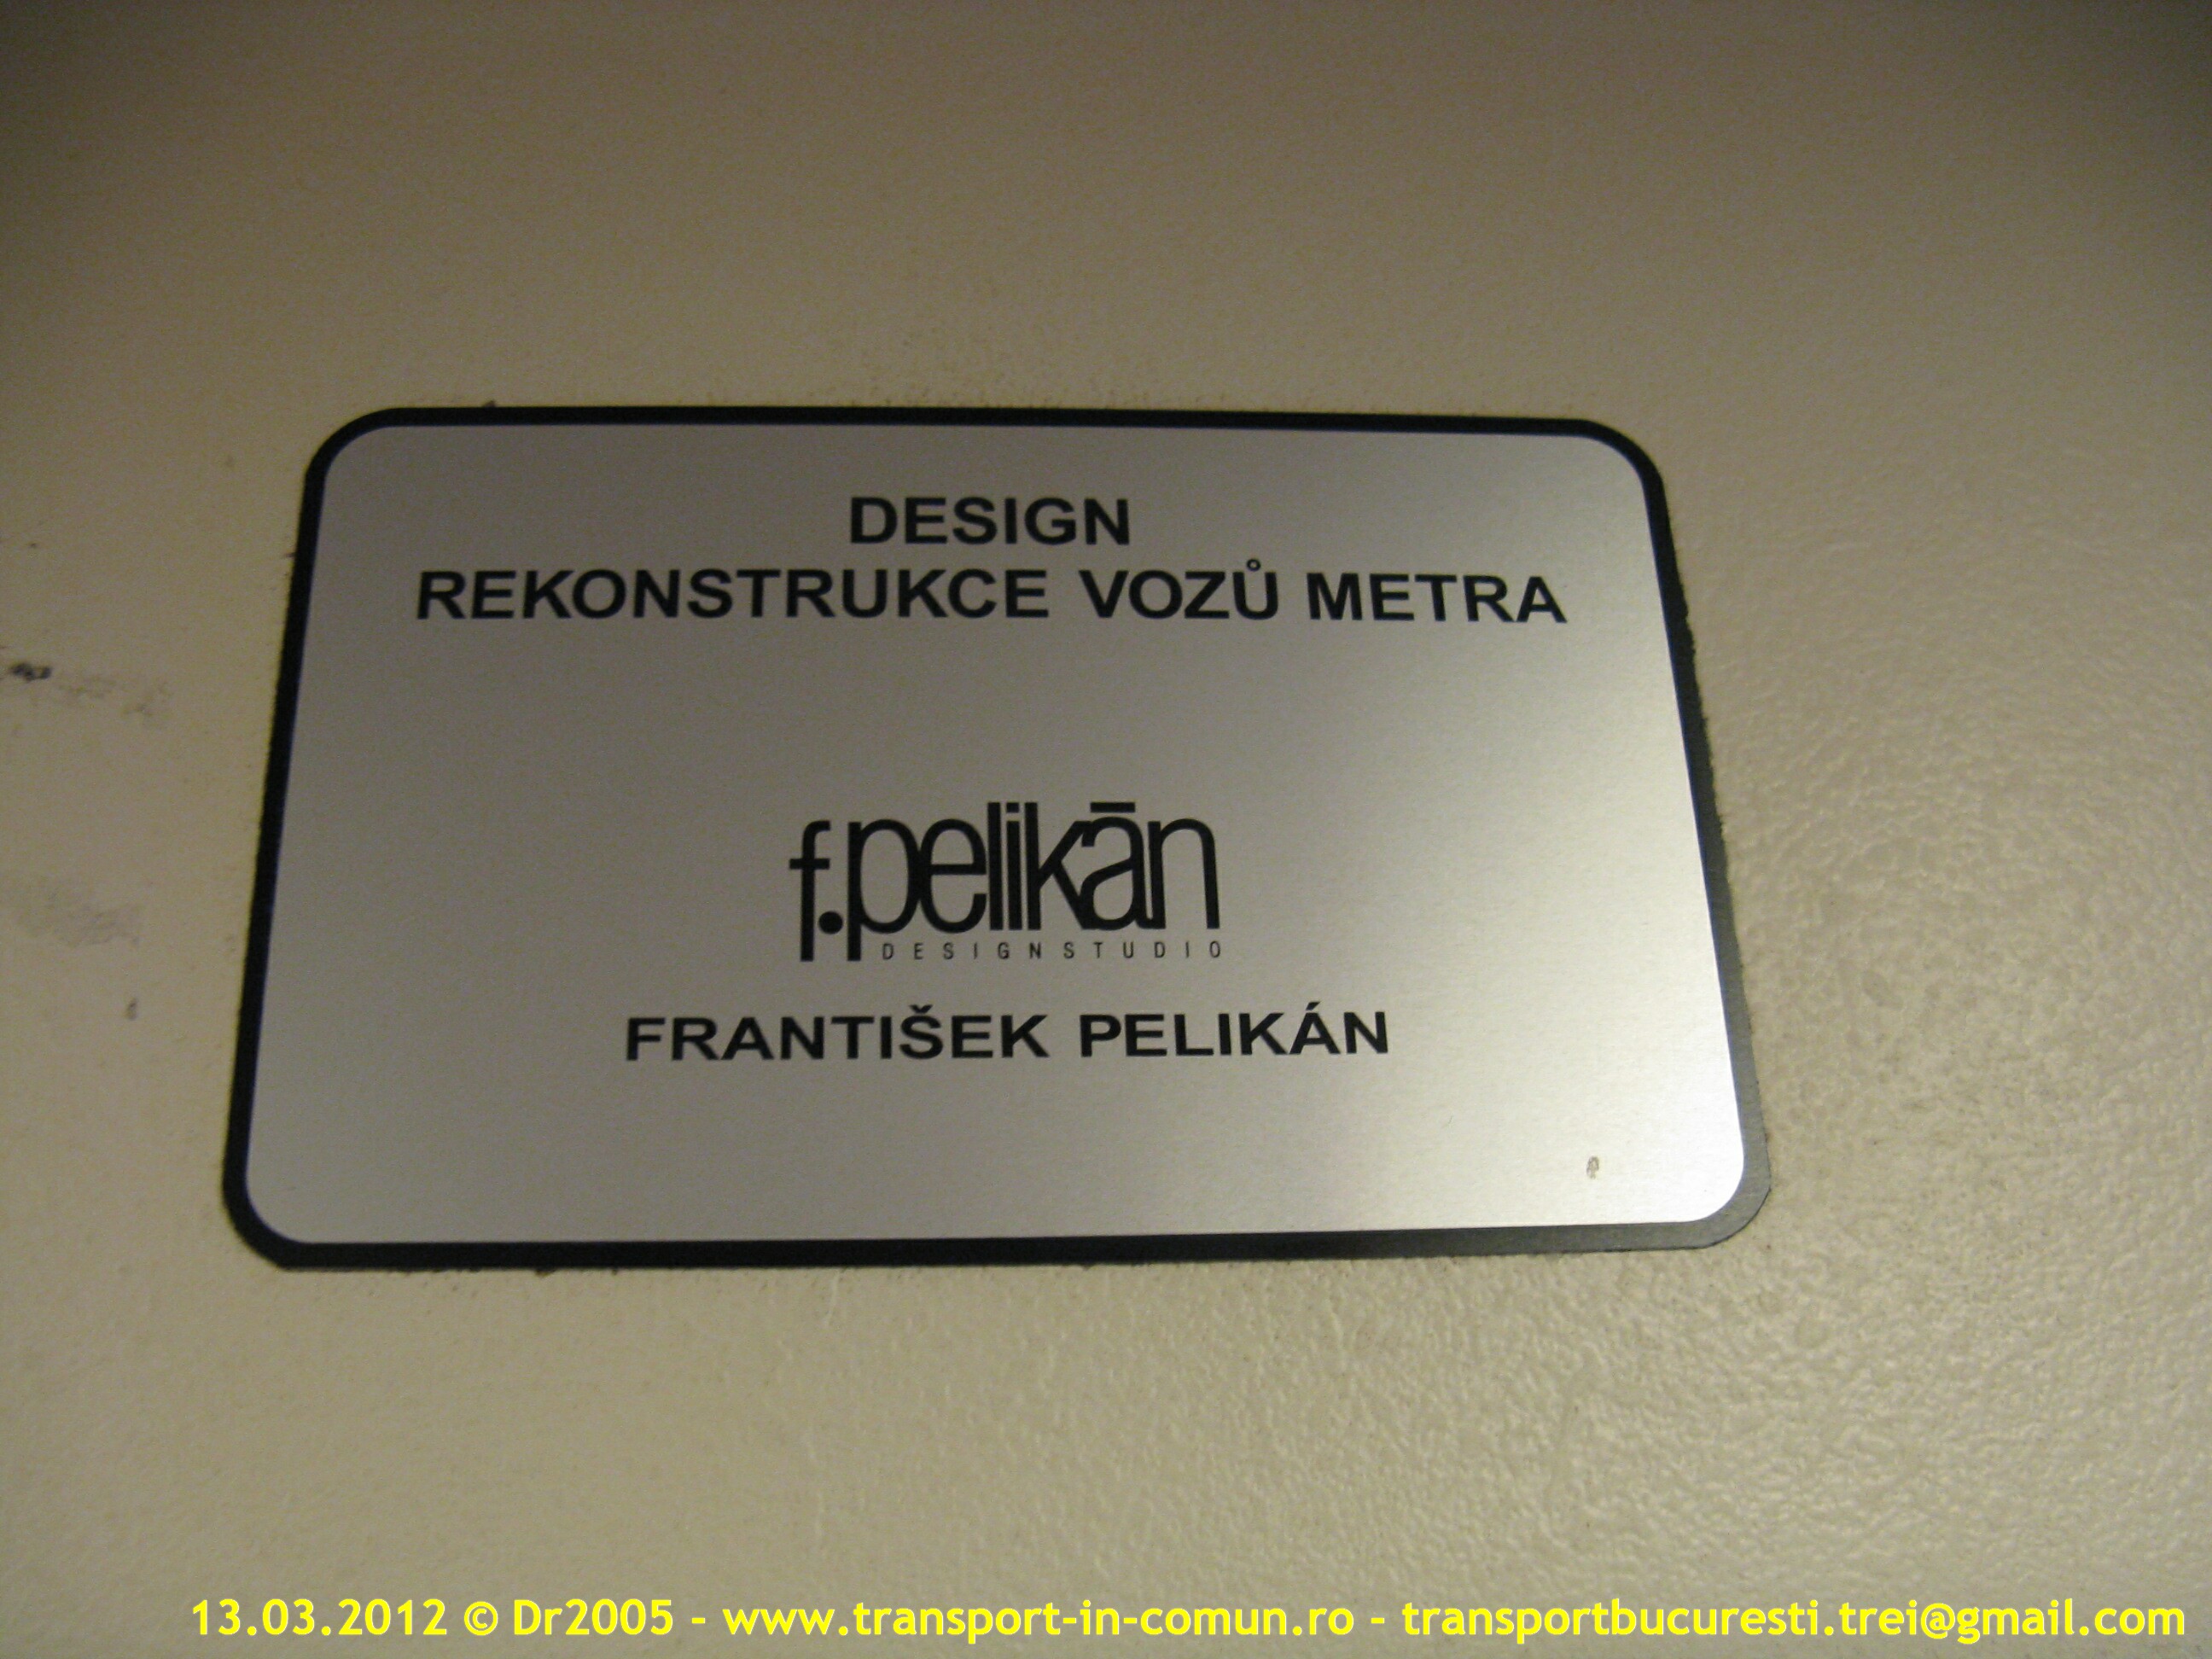 DESIGN
REKONSTRUKCE VOZŮ METRA
f.pelikān
DESIGNSTUDIO
FRANTIŠEK PELIKÁN
13.03.2012 © Dr2005 - www.transport-in-comun.ro - transportbucuresti.trei@gmail.com